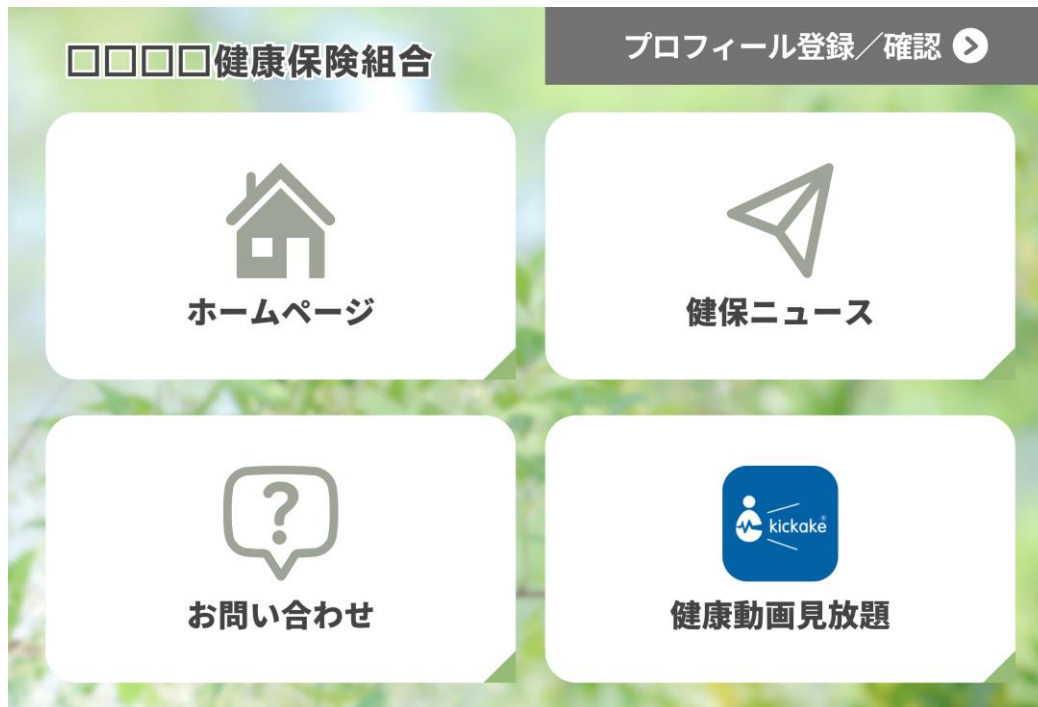 □□□□健康保険組合
プロフィール登録／確認
ホームページ
健保ニュース
?
kickake®
お問い合わせ
健康動画見放題